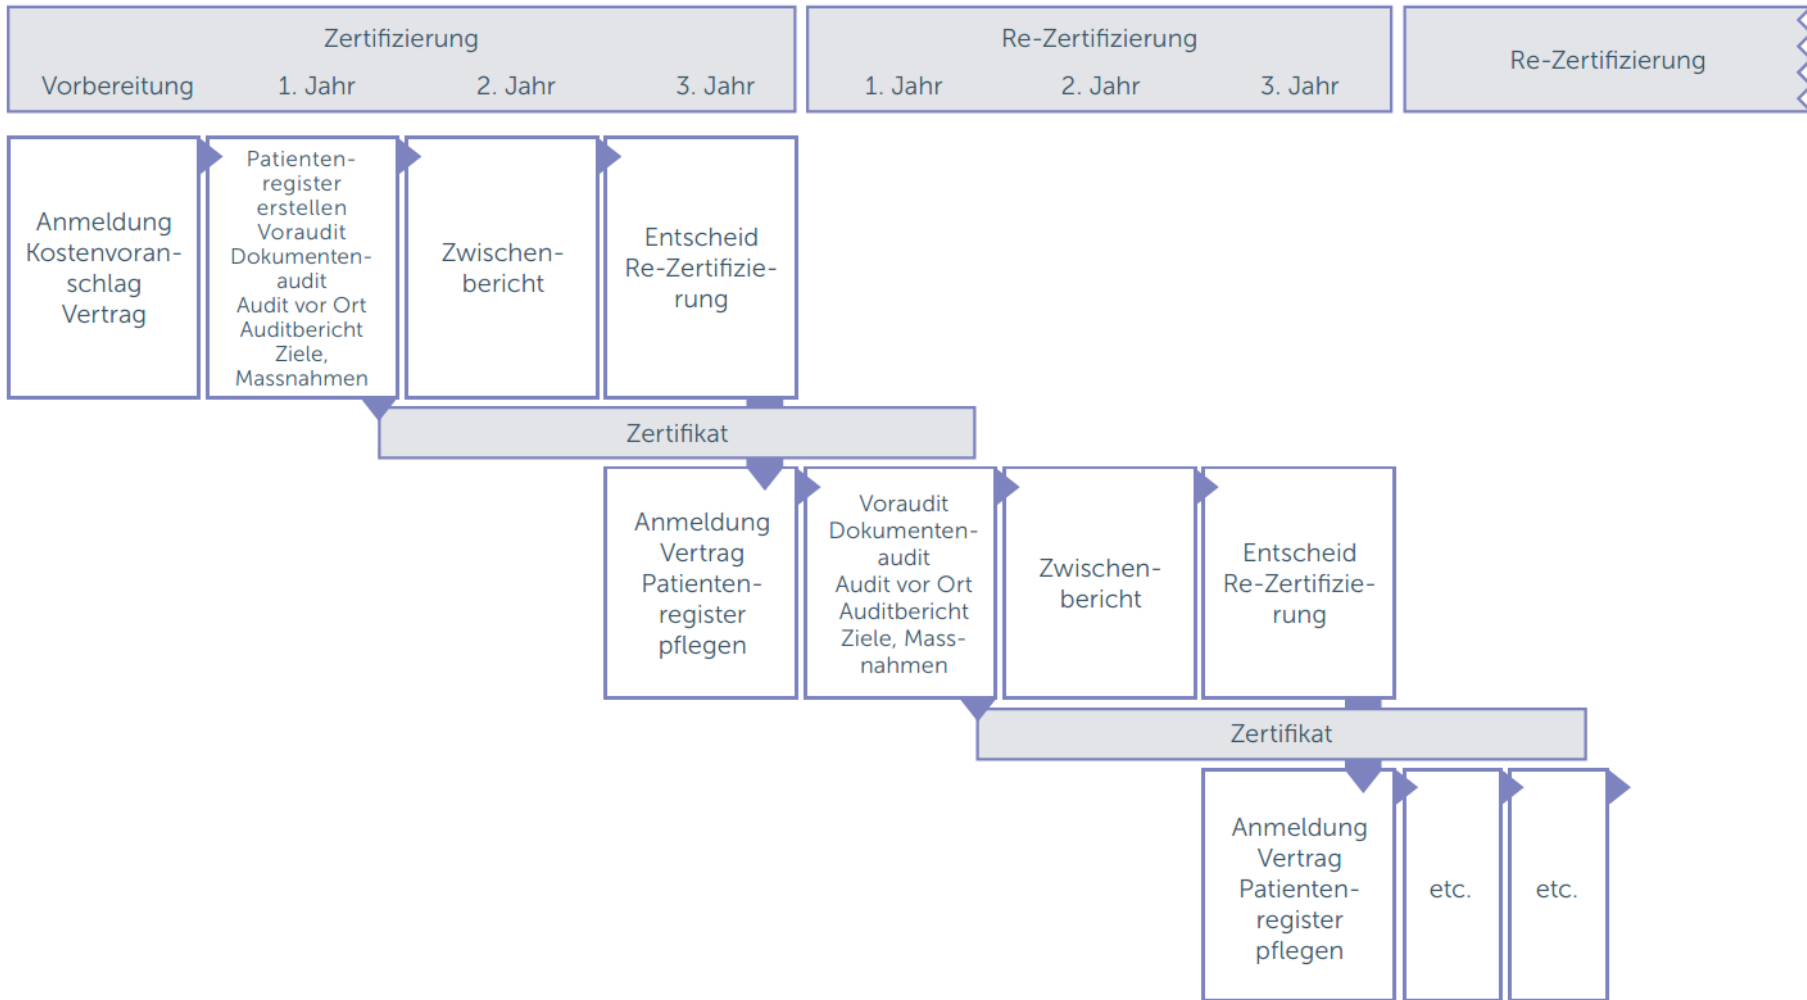 Zertifizierung
Vorbereitung 1. Jahr 2. Jahr 3. Jahr
Re-Zertifizierung
1. Jahr 2. Jahr 3. Jahr
Re-Zertifizierung
Anmeldung
Kostenvoran-
schlag
Vertrag
Patienten-
register
erstellen
Voraudit
Dokumenten-
audit
Audit vor Ort
Auditbericht
Ziele,
Massnahmen
Zwischen-
bericht
Entscheid
Re-Zertifizie-
rung
Zertifikat
Anmeldung
Vertrag
Patienten-
register
pflegen
Voraudit
Dokumenten-
audit
Audit vor Ort
Auditbericht
Ziele, Mass-
nahmen
Zwischen-
bericht
Entscheid
Re-Zertifizie-
rung
Zertifikat
Anmeldung
Vertrag
Patienten-
register
pflegen
etc.
etc.